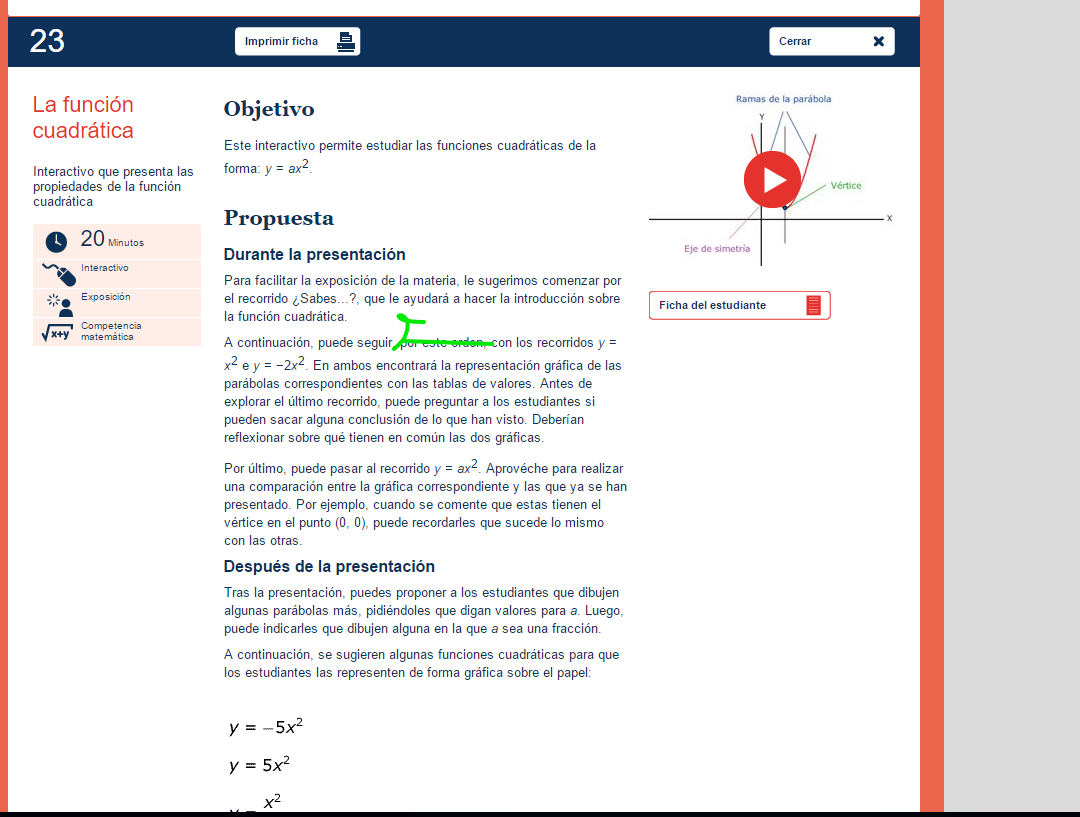 23
Imprimir ficha
Cerrar
La función
cuadrática
Interactivo que presenta las
propiedades de la función
cuadrática
20 Minutos
Interactivo
Exposición
√x+y Competencia
matemática
Objetivo
Este interactivo permite estudiar las funciones cuadráticas de la
forma: y = ax².
Propuesta
Durante la presentación
Para facilitar la exposición de la materia, le sugerimos comenzar por
el recorrido ¿Sabes...?, que le ayudará a hacer la introducción sobre
la función cuadrática.
A continuación, puede seguir, por este orden, con los recorridos y =
x² e y = −2x². En ambos encontrará la representación gráfica de las
parábolas correspondientes con las tablas de valores. Antes de
explorar el último recorrido, puede preguntar a los estudiantes si
pueden sacar alguna conclusión de lo que han visto. Deberían
reflexionar sobre qué tienen en común las dos gráficas.
Por último, puede pasar al recorrido y = ax². Aprovéche para realizar
una comparación entre la gráfica correspondiente y las que ya se han
presentado. Por ejemplo, cuando se comente que estas tienen el
vértice en el punto (0, 0), puede recordarles que sucede lo mismo
con las otras.
Después de la presentación
Tras la presentación, puedes proponer a los estudiantes que dibujen
algunas parábolas más, pidiéndoles que digan valores para a. Luego,
puede indicarles que dibujen alguna en la que a sea una fracción.
A continuación, se sugieren algunas funciones cuadráticas para que
los estudiantes las representen de forma gráfica sobre el papel:
y = −5x²
y = 5x²
x²
Ramas de la parábola
Y
Vértice
X
Eje de simetría
Ficha del estudiante